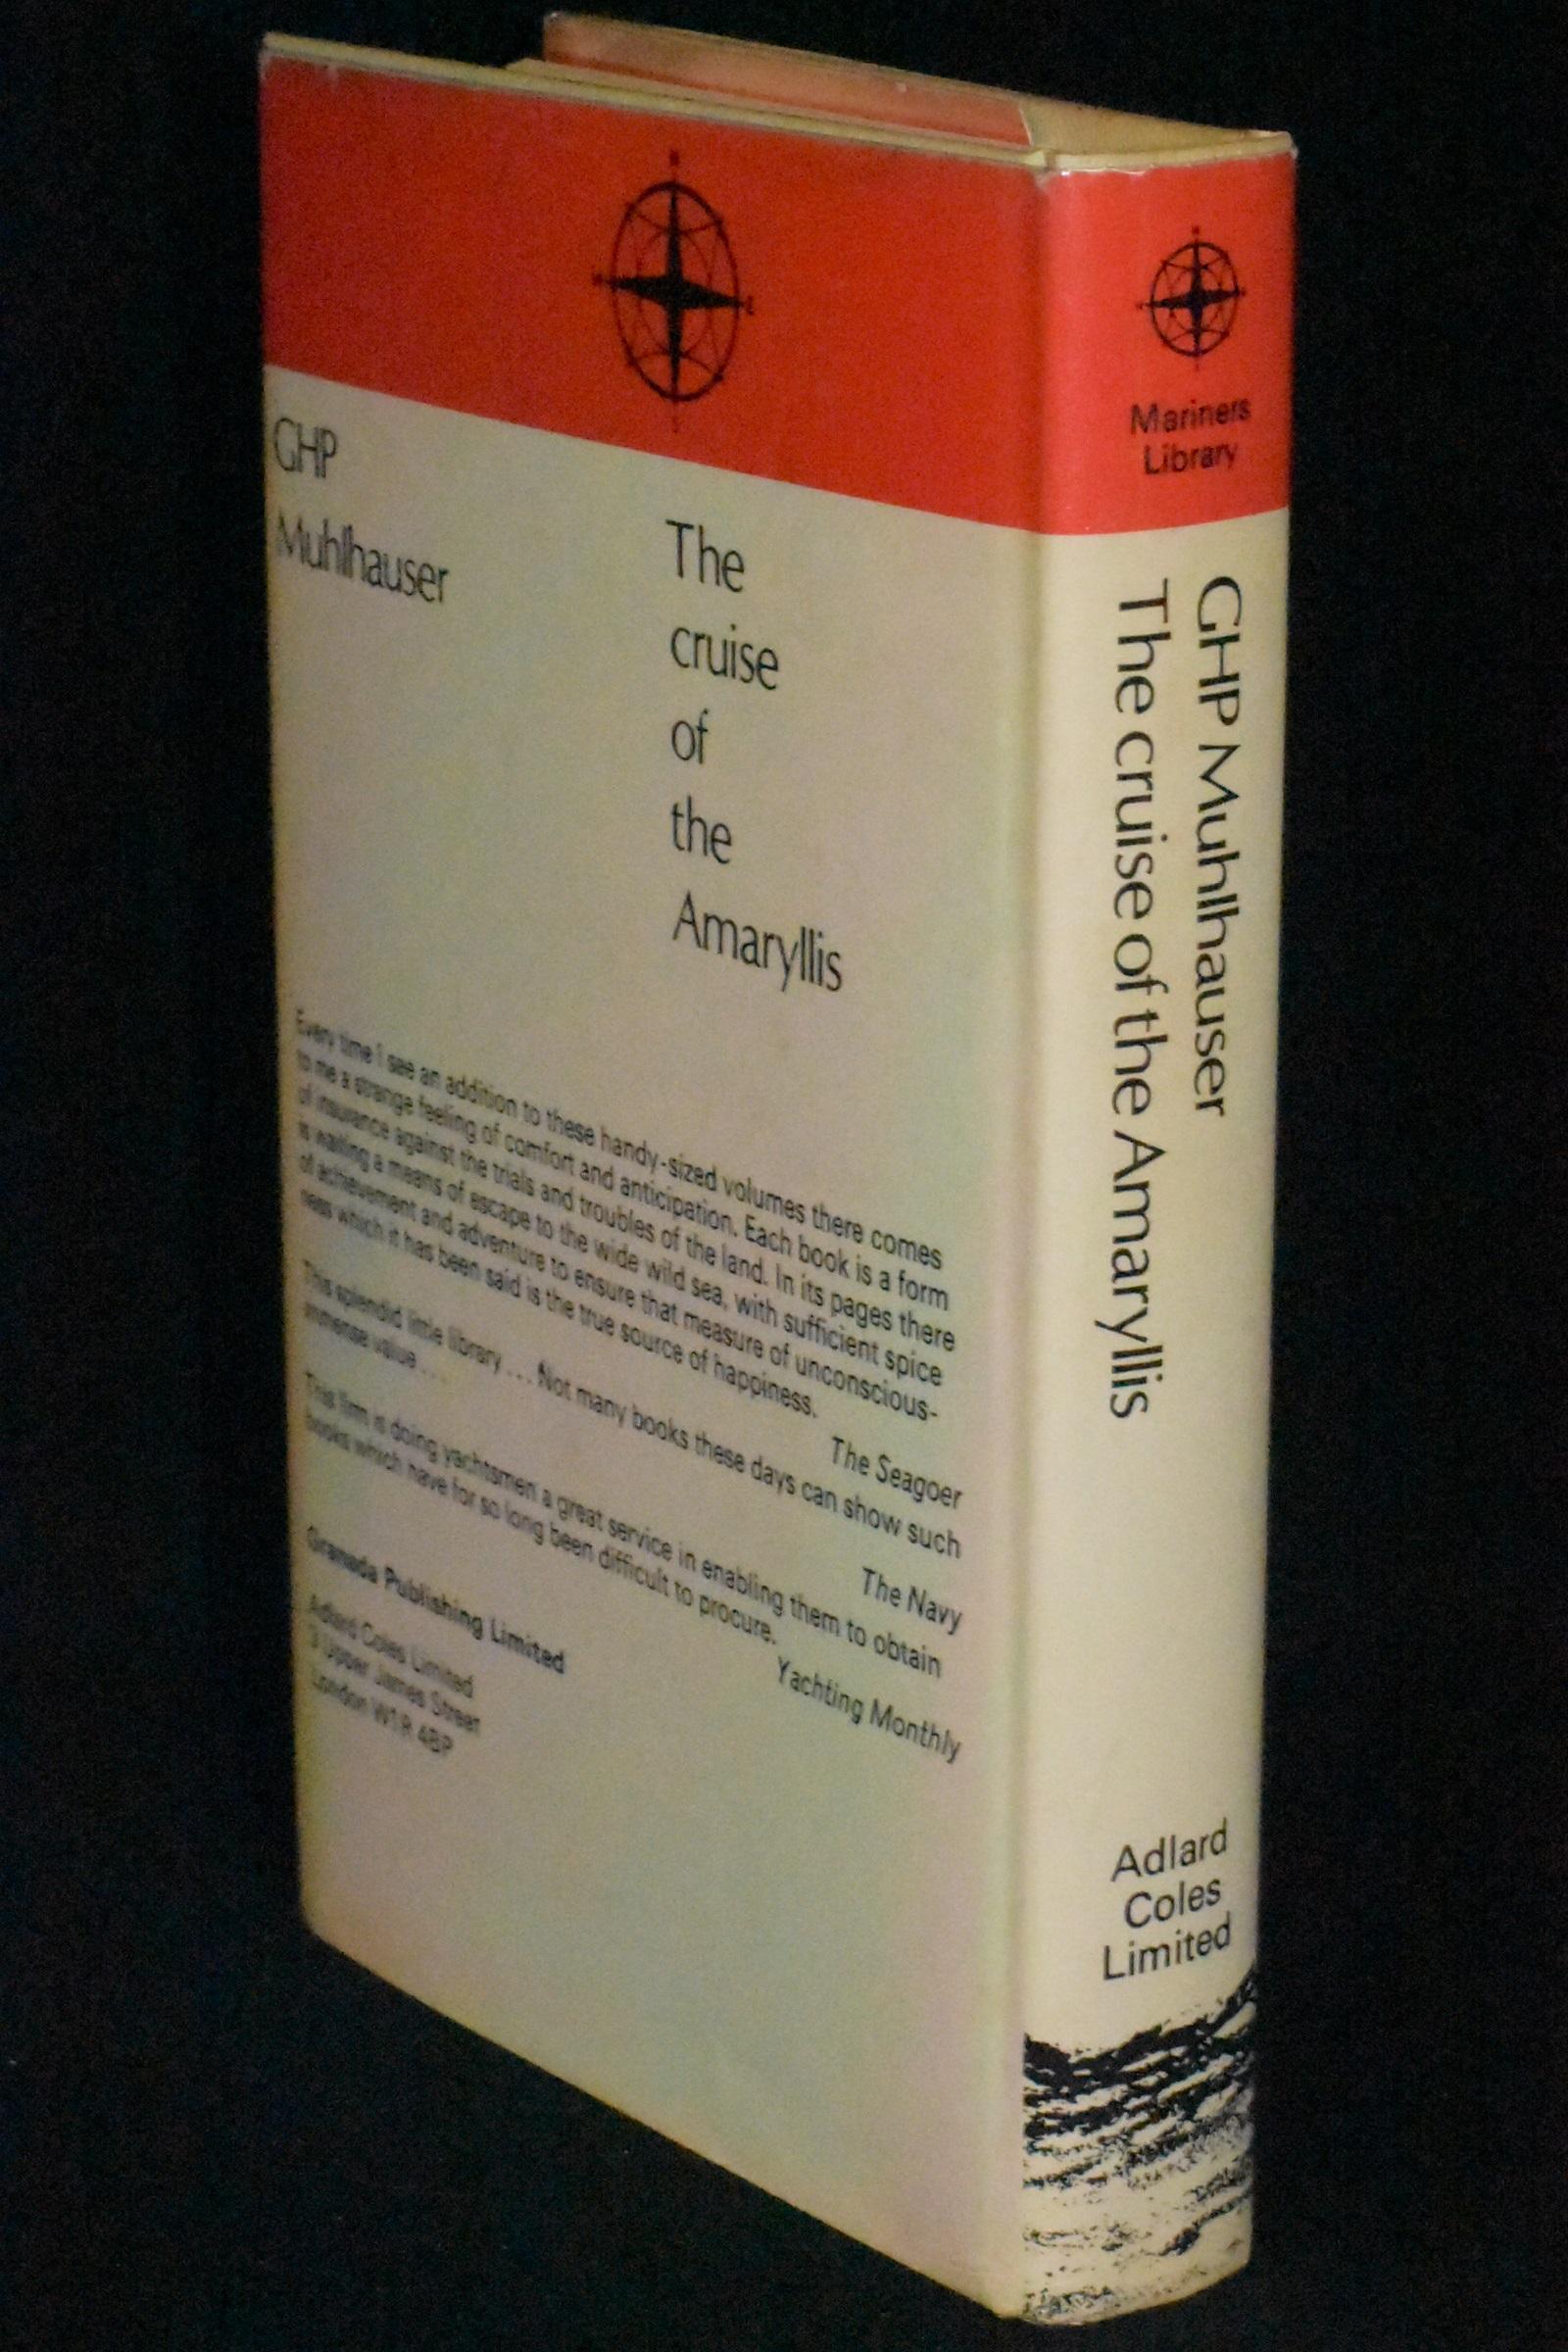 GHP
Muhlhauser
The
cruise
of
the
Amaryllis
Every time I see an addition to these handy-sized volumes there comes
to me a strange feeling of comfort and anticipation. Each book is a form
of insurance against the trials and troubles of the land. In its pages there
is waiting a means of escape to the wide wild sea, with sufficient spice
of achievement and adventure to ensure that measure of unconscious-
ness which it has been said is the true source of happiness.
The Seagoer
This splendid little library . . . Not many books these days can show such
immense value . . .
The Navy
This firm is doing yachtsmen a great service in enabling them to obtain
books which have for so long been difficult to procure.
Yachting Monthly
Granada Publishing Limited
Adlard Coles Limited
3 Upper James Street
London W1R 4BP
Mariners
Library
GHP Muhlhauser
The cruise of the Amaryllis
Adlard
Coles
Limited